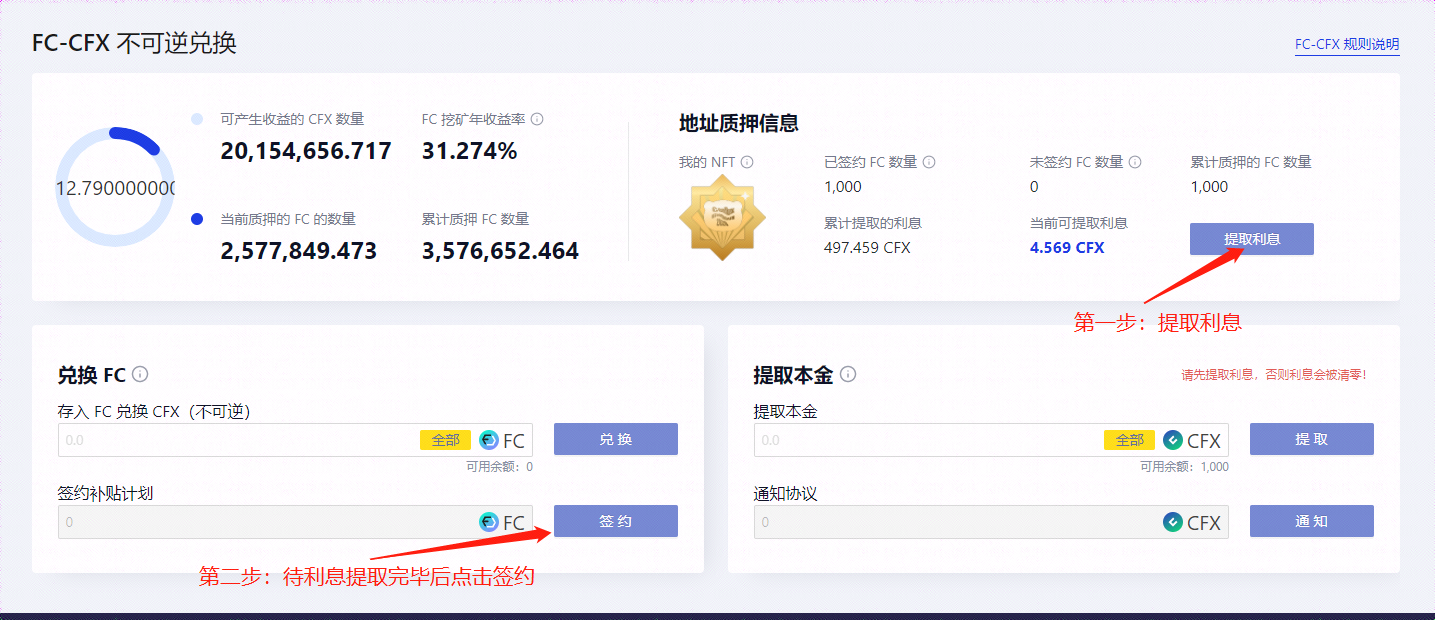 FC-CFX 不可逆兑换
FC-CFX 规则说明
12.790000000
可产生收益的 CFX 数量
20,154,656.717
FC 挖矿年收益率
31.274%
当前质押的 FC 的数量
2,577,849.473
累计质押 FC 数量
3,576,652.464
地址质押信息
我的 NFT
已签约 FC 数量
1,000
未签约 FC 数量
0
累计质押的 FC 数量
1,000
累计提取的利息
497.459 CFX
当前可提取利息
4.569 CFX
提取利息
第一步：提取利息
兑换 FC
存入 FC 兑换 CFX（不可逆）
0.0
全部
FC
兑 换
可用余额：0
签约补贴计划
0
FC
签 约
第二步：待利息提取完毕后点击签约
提取本金
请先提取利息，否则利息会被清零！
提取本金
0.0
全部
CFX
提 取
可用余额：1,000
通知协议
0
CFX
通 知